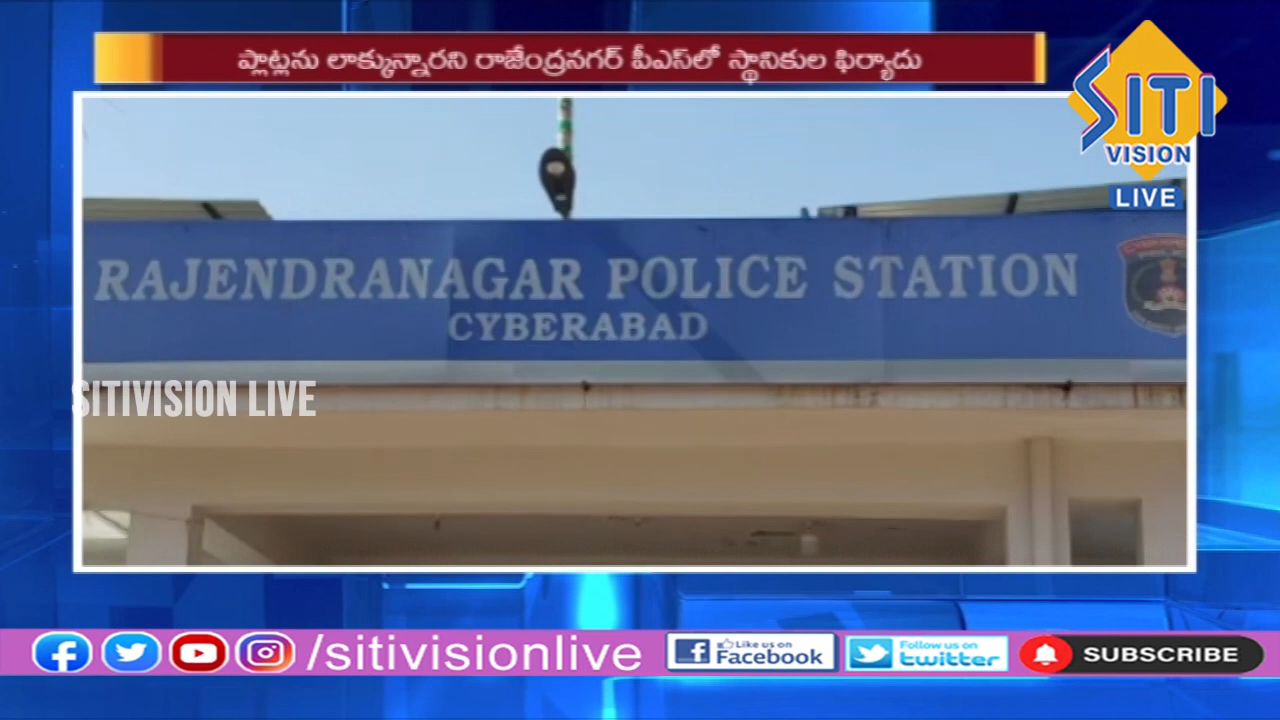 ప్లాట్లను లాక్కున్నారని రాజేంద్రనగర్ పీఎస్‌లో స్థానికుల ఫిర్యాదు
SITI
VISION
LIVE
RAJENDRANAGAR POLICE STATION
CYBERABAD
SITIVISION LIVE
/sitivisionlive
Like us on
Facebook
Follow us on
twitter
SUBSCRIBE